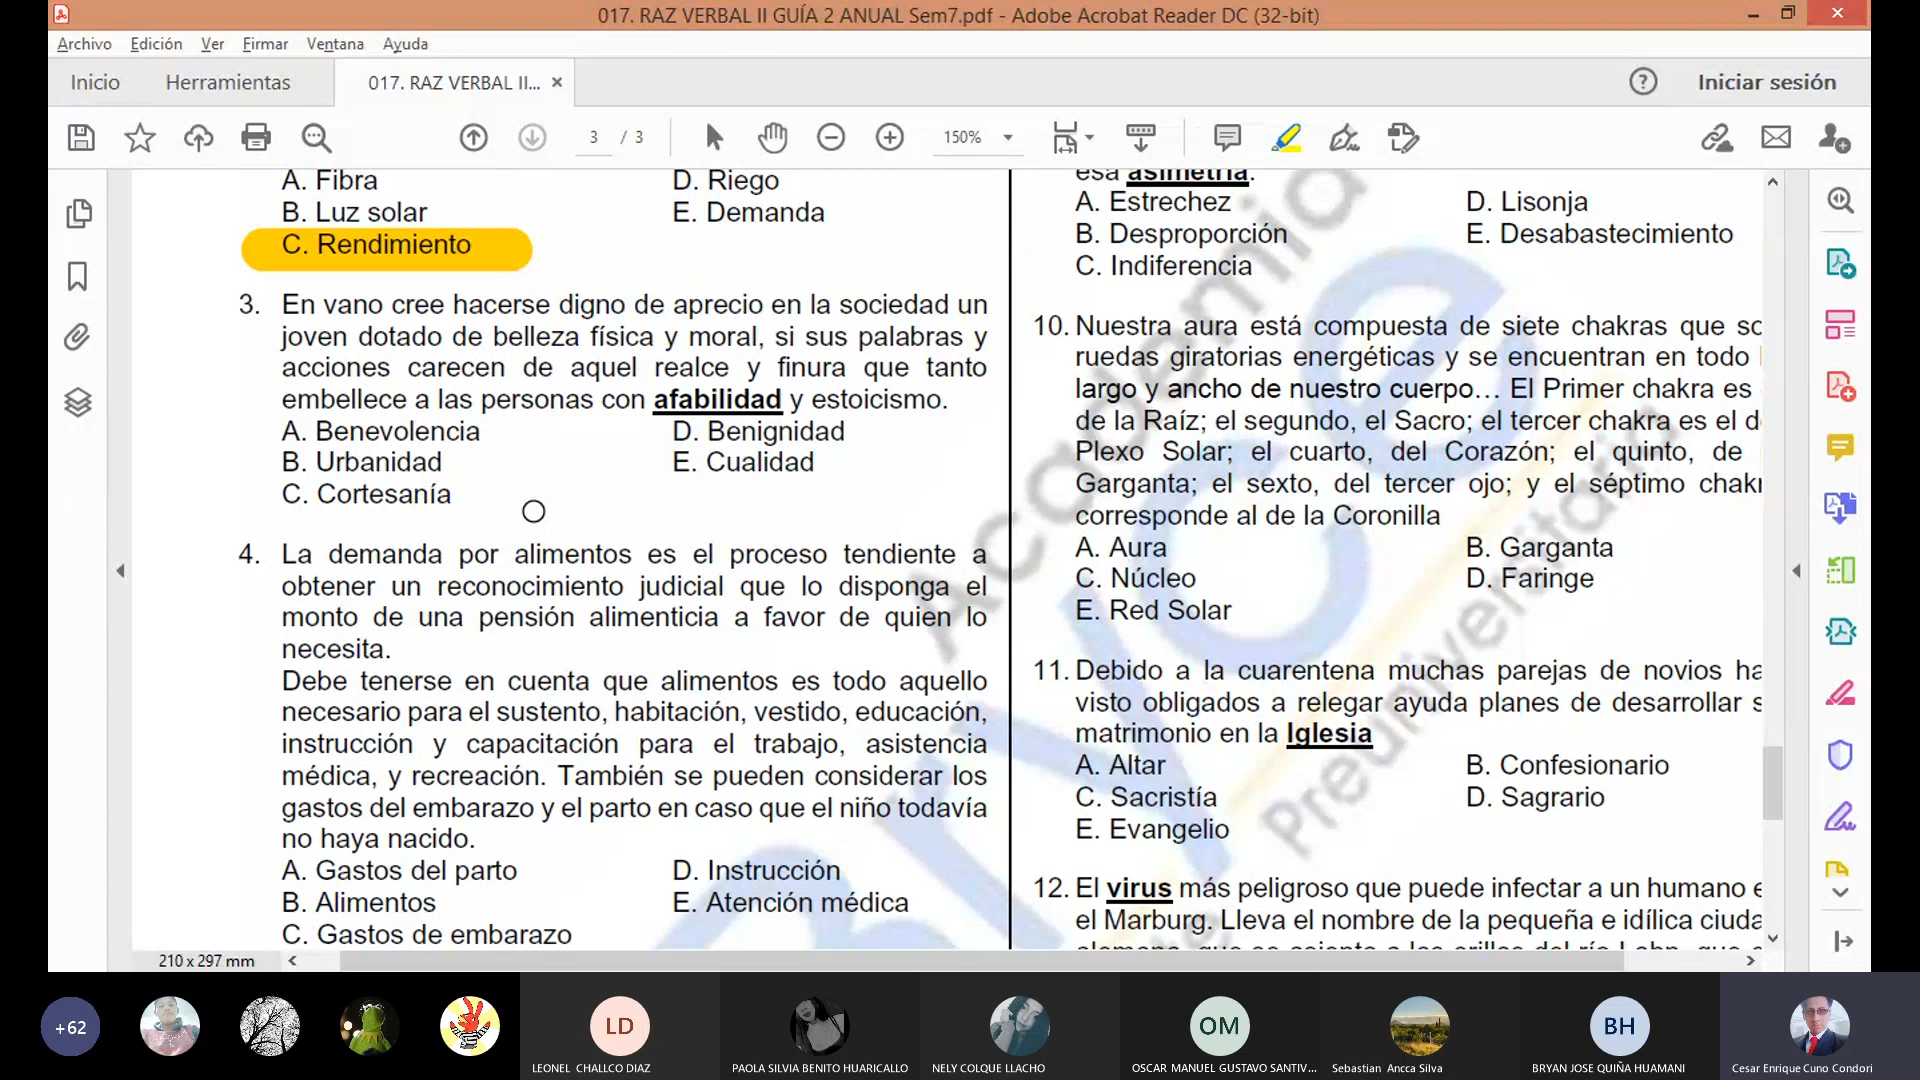 017. RAZ VERBAL II GUÍA 2 ANUAL Sem7.pdf - Adobe Acrobat Reader DC (32-bit)
Archivo Edición Ver Firmar Ventana Ayuda
Inicio Herramientas 017. RAZ VERBAL II... Iniciar sesión
3 / 3 150%
A. Fibra D. Riego
B. Luz solar E. Demanda
C. Rendimiento
3. En vano cree hacerse digno de aprecio en la sociedad un
joven dotado de belleza física y moral, si sus palabras y
acciones carecen de aquel realce y finura que tanto
embellece a las personas con afabilidad y estoicismo.
A. Benevolencia D. Benignidad
B. Urbanidad E. Cualidad
C. Cortesanía
4. La demanda por alimentos es el proceso tendiente a
obtener un reconocimiento judicial que lo disponga el
monto de una pensión alimenticia a favor de quien lo
necesita.
Debe tenerse en cuenta que alimentos es todo aquello
necesario para el sustento, habitación, vestido, educación,
instrucción y capacitación para el trabajo, asistencia
médica, y recreación. También se pueden considerar los
gastos del embarazo y el parto en caso que el niño todavía
no haya nacido.
A. Gastos del parto D. Instrucción
B. Alimentos E. Atención médica
C. Gastos de embarazo
esa asimetría.
A. Estrechez D. Lisonja
B. Desproporción E. Desabastecimiento
C. Indiferencia
10. Nuestra aura está compuesta de siete chakras que so
ruedas giratorias energéticas y se encuentran en todo
largo y ancho de nuestro cuerpo… El Primer chakra es
de la Raíz; el segundo, el Sacro; el tercer chakra es el d
Plexo Solar; el cuarto, del Corazón; el quinto, de
Garganta; el sexto, del tercer ojo; y el séptimo chak
corresponde al de la Coronilla
A. Aura B. Garganta
C. Núcleo D. Faringe
E. Red Solar
11. Debido a la cuarentena muchas parejas de novios ha
visto obligados a relegar ayuda planes de desarrollar s
matrimonio en la Iglesia
A. Altar B. Confesionario
C. Sacristía D. Sagrario
E. Evangelio
12. El virus más peligroso que puede infectar a un humano e
el Marburg. Lleva el nombre de la pequeña e idílica ciuda
Academia
Bryce
Preuniversitaria
210 x 297 mm
+62 LD OM BH
LEONEL CHALLCO DIAZ PAOLA SILVIA BENITO HUARICALLO NELY COLQUE LLACHO OSCAR MANUEL GUSTAVO SANTIV... Sebastian Ancca Silva BRYAN JOSE QUIÑA HUAMANI Cesar Enrique Cuno Condori